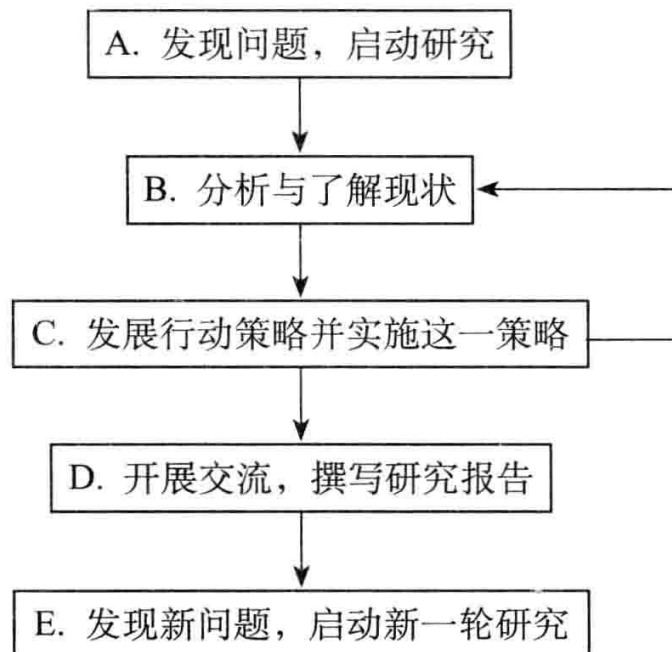 A. 发现问题，启动研究
B. 分析与了解现状
C. 发展行动策略并实施这一策略
D. 开展交流，撰写研究报告
E. 发现新问题，启动新一轮研究